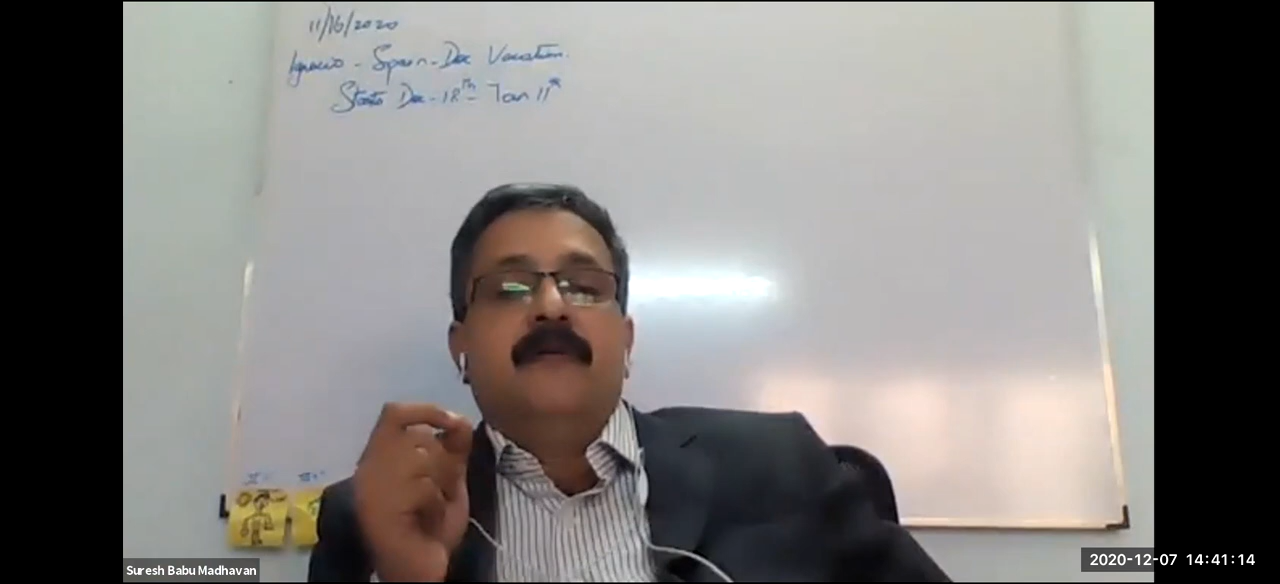 11/16/2020
Ignacio - Spain - Dec Vacation.
Starts Dec - 18th - Jan 11th
Suresh Babu Madhavan
2020-12-07 14:41:14